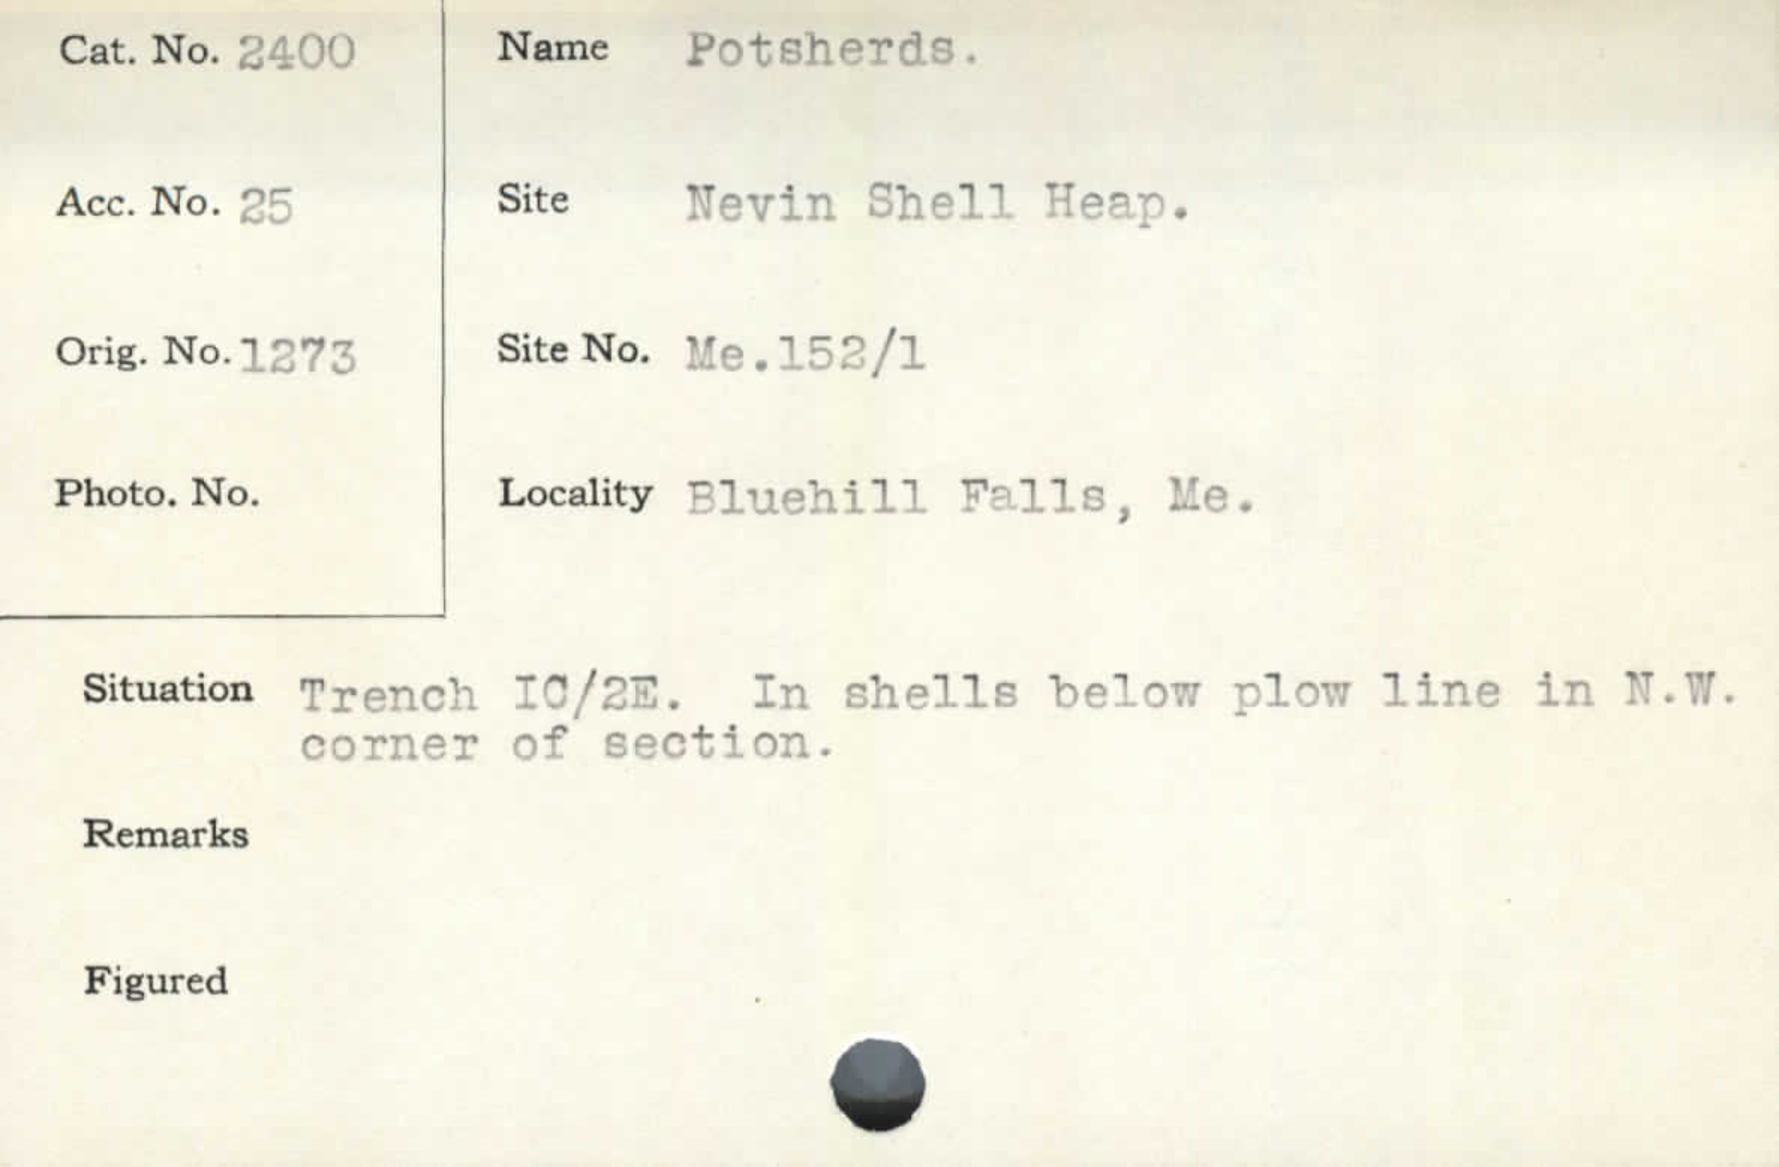 Cat. No. 2400
Acc. No. 25
Orig. No. 1273
Photo. No.
Name Potsherds.
Site Nevin Shell Heap.
Site No. Me.152/1
Locality Bluehill Falls, Me.
Situation Trench IC/2E. In shells below plow line in N.W.
corner of section.
Remarks
Figured